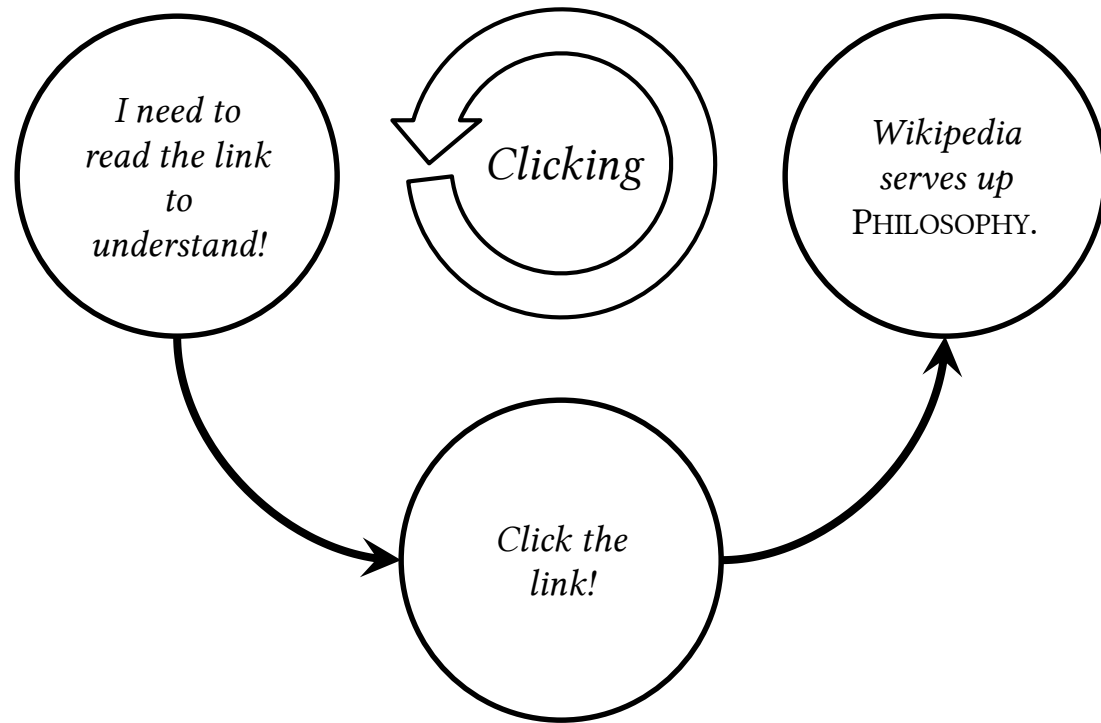 I need to
read the link
to
understand!
Clicking
Wikipedia
serves up
PHILOSOPHY.
Click the
link!